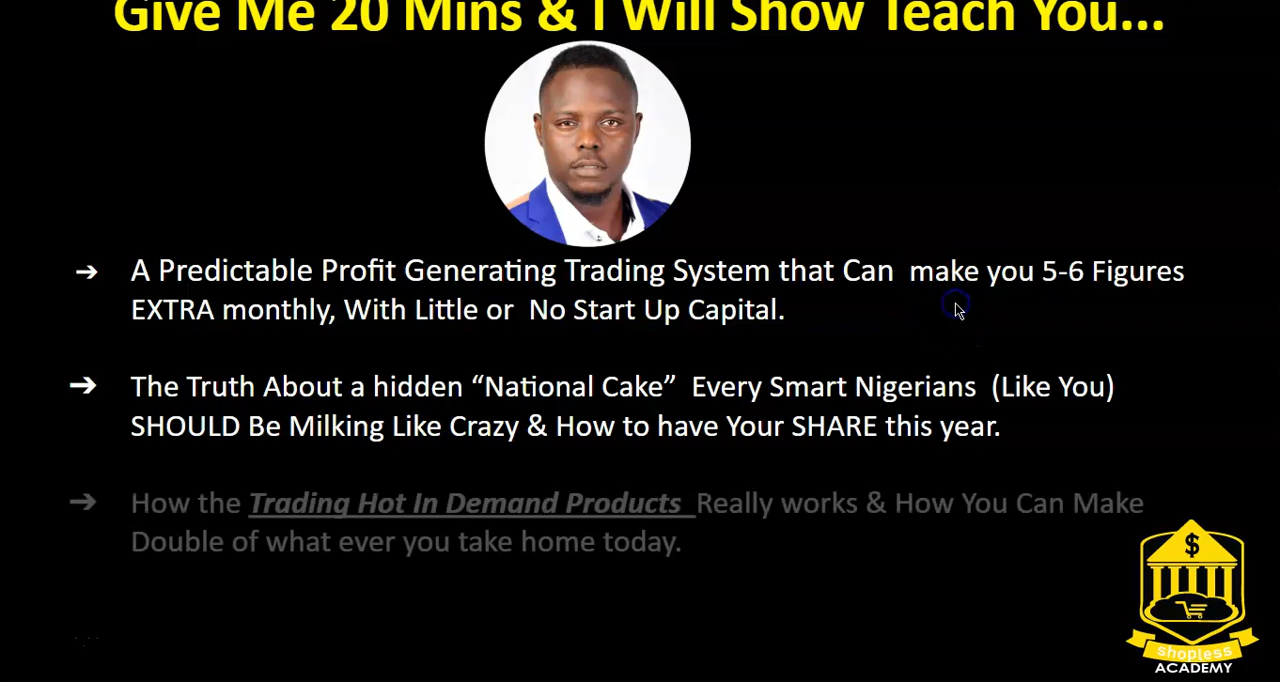 Give Me 20 Mins & I Will Show Teach You...
➔ A Predictable Profit Generating Trading System that Can make you 5-6 Figures
EXTRA monthly, With Little or No Start Up Capital.
➔ The Truth About a hidden “National Cake” Every Smart Nigerians (Like You)
SHOULD Be Milking Like Crazy & How to have Your SHARE this year.
➔ How the Trading Hot In Demand Products Really works & How You Can Make
Double of what ever you take home today.
$
shopless
ACADEMY